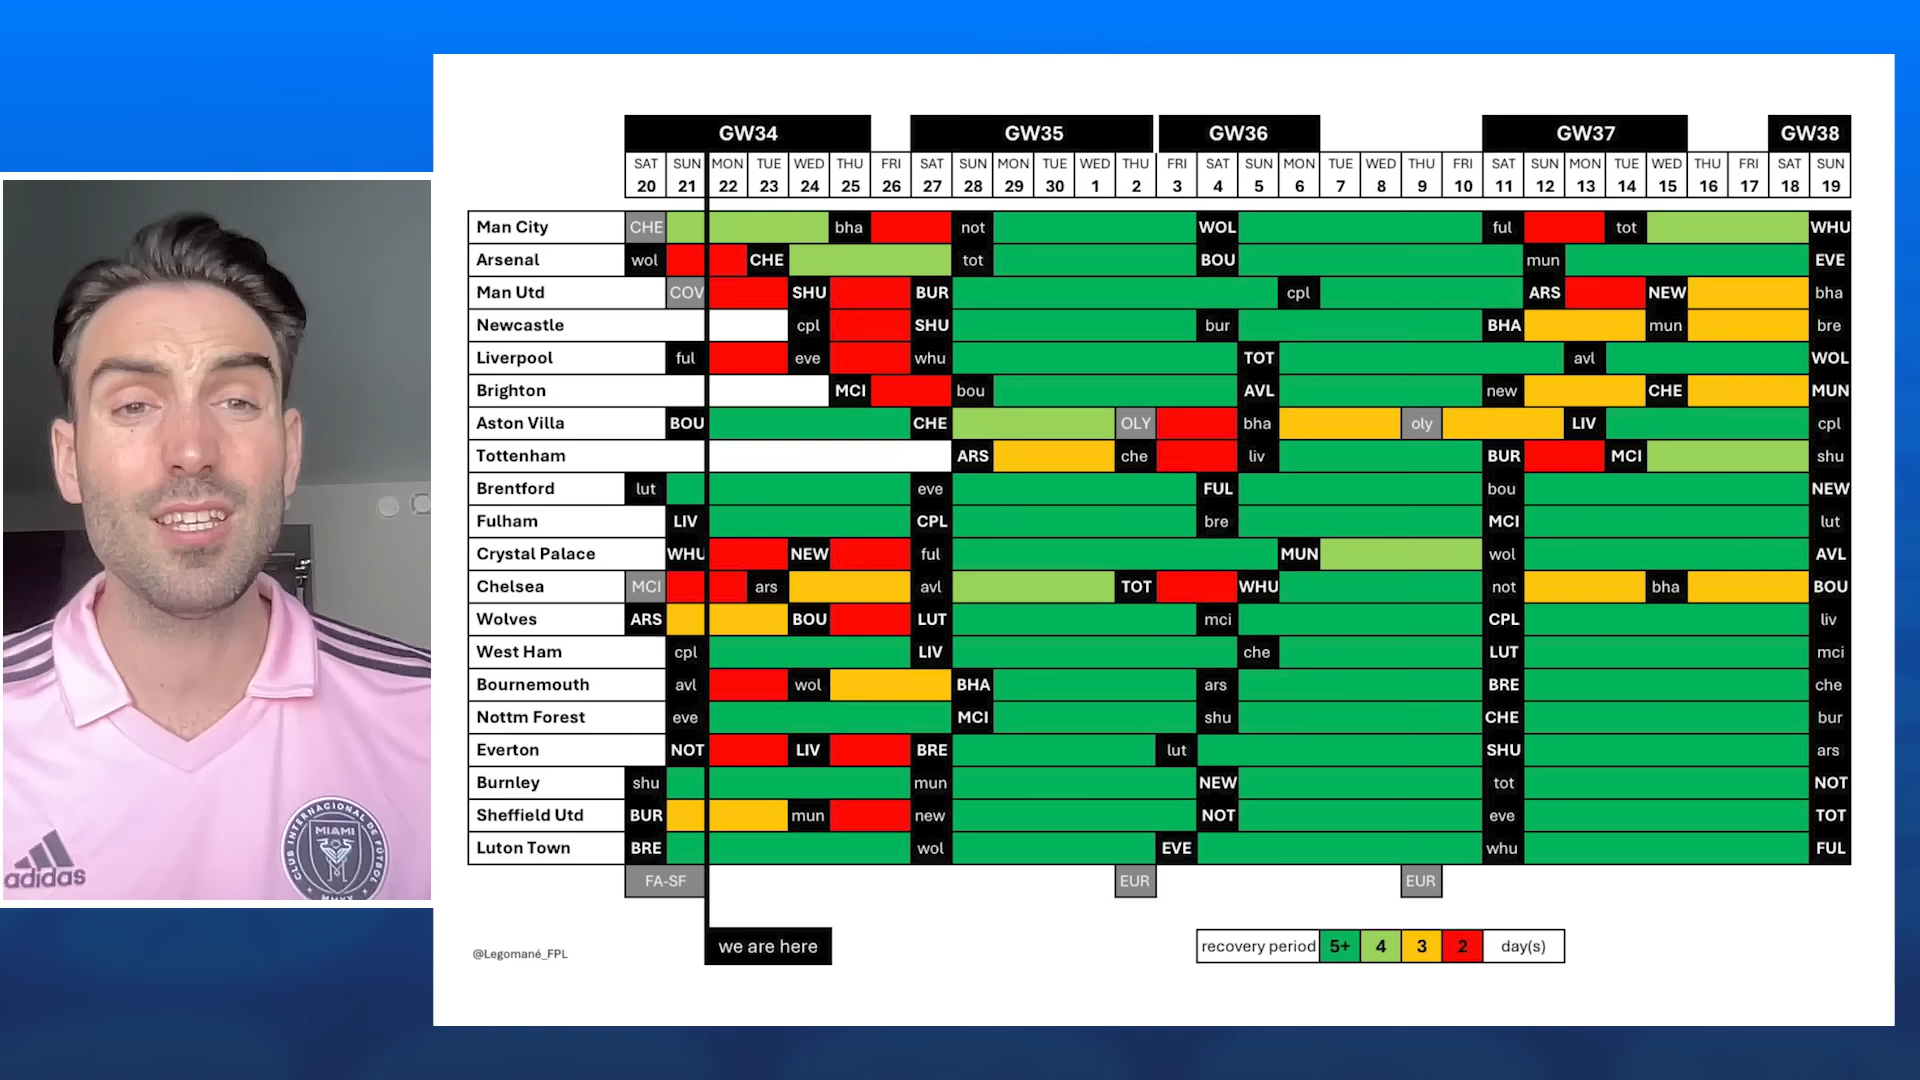 GW34 GW35 GW36 GW37 GW38
SAT SUN MON TUE WED THU FRI SAT SUN MON TUE WED THU FRI SAT SUN MON TUE WED THU FRI SAT SUN MON TUE WED THU FRI SAT SUN
20 21 22 23 24 25 26 27 28 29 30 1 2 3 4 5 6 7 8 9 10 11 12 13 14 15 16 17 18 19
Man City CHE bha not WOL ful tot WHU
Arsenal wol CHE tot BOU mun EVE
Man Utd COV SHU BUR cpl ARS NEW bha
Newcastle cpl SHU bur BHA mun bre
Liverpool ful eve whu TOT avl WOL
Brighton MCI bou AVL new CHE MUN
Aston Villa BOU CHE OLY bha oly LIV cpl
Tottenham ARS che liv BUR MCI shu
Brentford lut eve FUL bou NEW
Fulham LIV CPL bre MCI lut
Crystal Palace WHU NEW ful MUN wol AVL
Chelsea MCI ars avl TOT WHU not bha BOU
Wolves ARS BOU LUT mci CPL liv
West Ham cpl LIV che LUT mci
Bournemouth avl wol BHA ars BRE che
Nottm Forest eve MCI shu CHE bur
Everton NOT LIV BRE lut SHU ars
Burnley shu mun NEW tot NOT
Sheffield Utd BUR mun new NOT eve TOT
Luton Town BRE wol EVE whu FUL
FA-SF EUR EUR
we are here
@Legomané_FPL
recovery period 5+ 4 3 2 day(s)
adidas
CLUB INTERNACIONAL DE FÚTBOL
MIAMI
MMXX